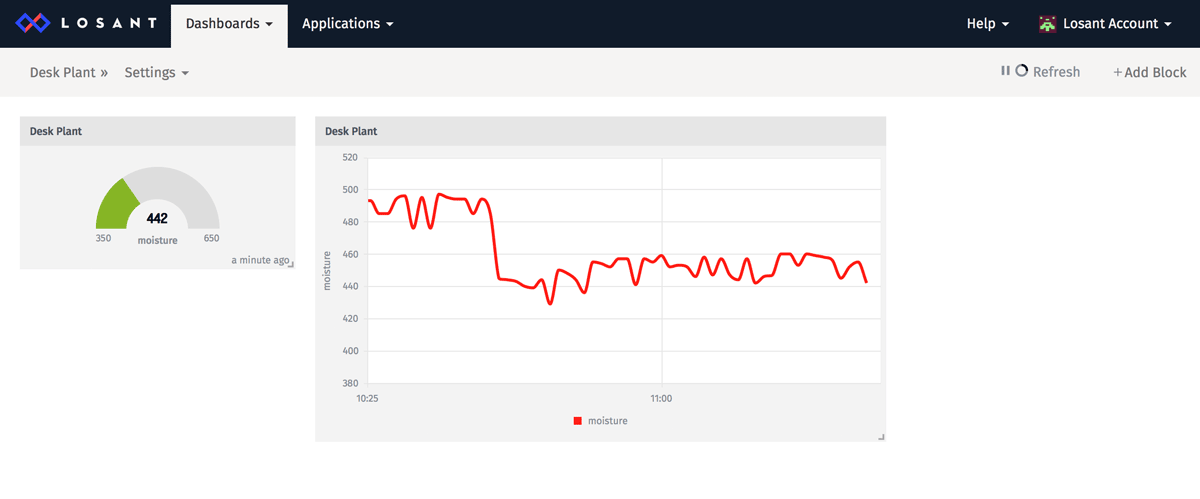 LOSANT Dashboards Applications Help Losant Account
Desk Plant » Settings Refresh +Add Block
Desk Plant
442
350 650
moisture
a minute ago
Desk Plant
520
500
480
460
440
420
400
380
moisture
10:25 11:00
moisture